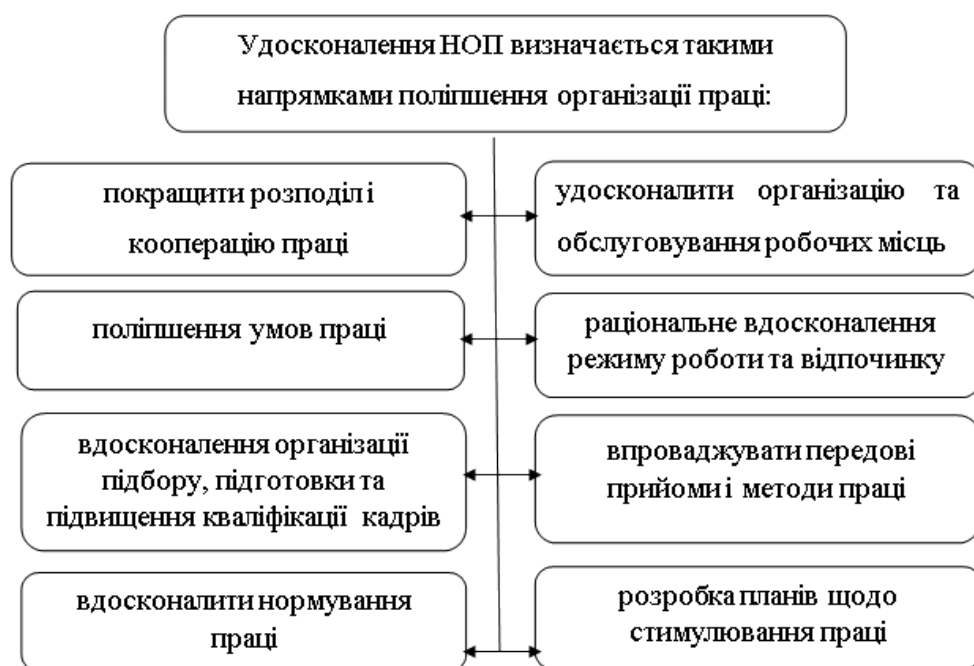 Удосконалення НОП визначається такими
напрямками поліпшення організації праці:
покращити розподіл і
кооперацію праці
удосконалити організацію та
обслуговування робочих місць
поліпшення умов праці
раціональне вдосконалення
режиму роботи та відпочинку
вдосконалення організації
підбору, підготовки та
підвищення кваліфікації кадрів
впроваджувати передові
прийоми і методи праці
вдосконалити нормування
праці
розробка планів щодо
стимулювання праці